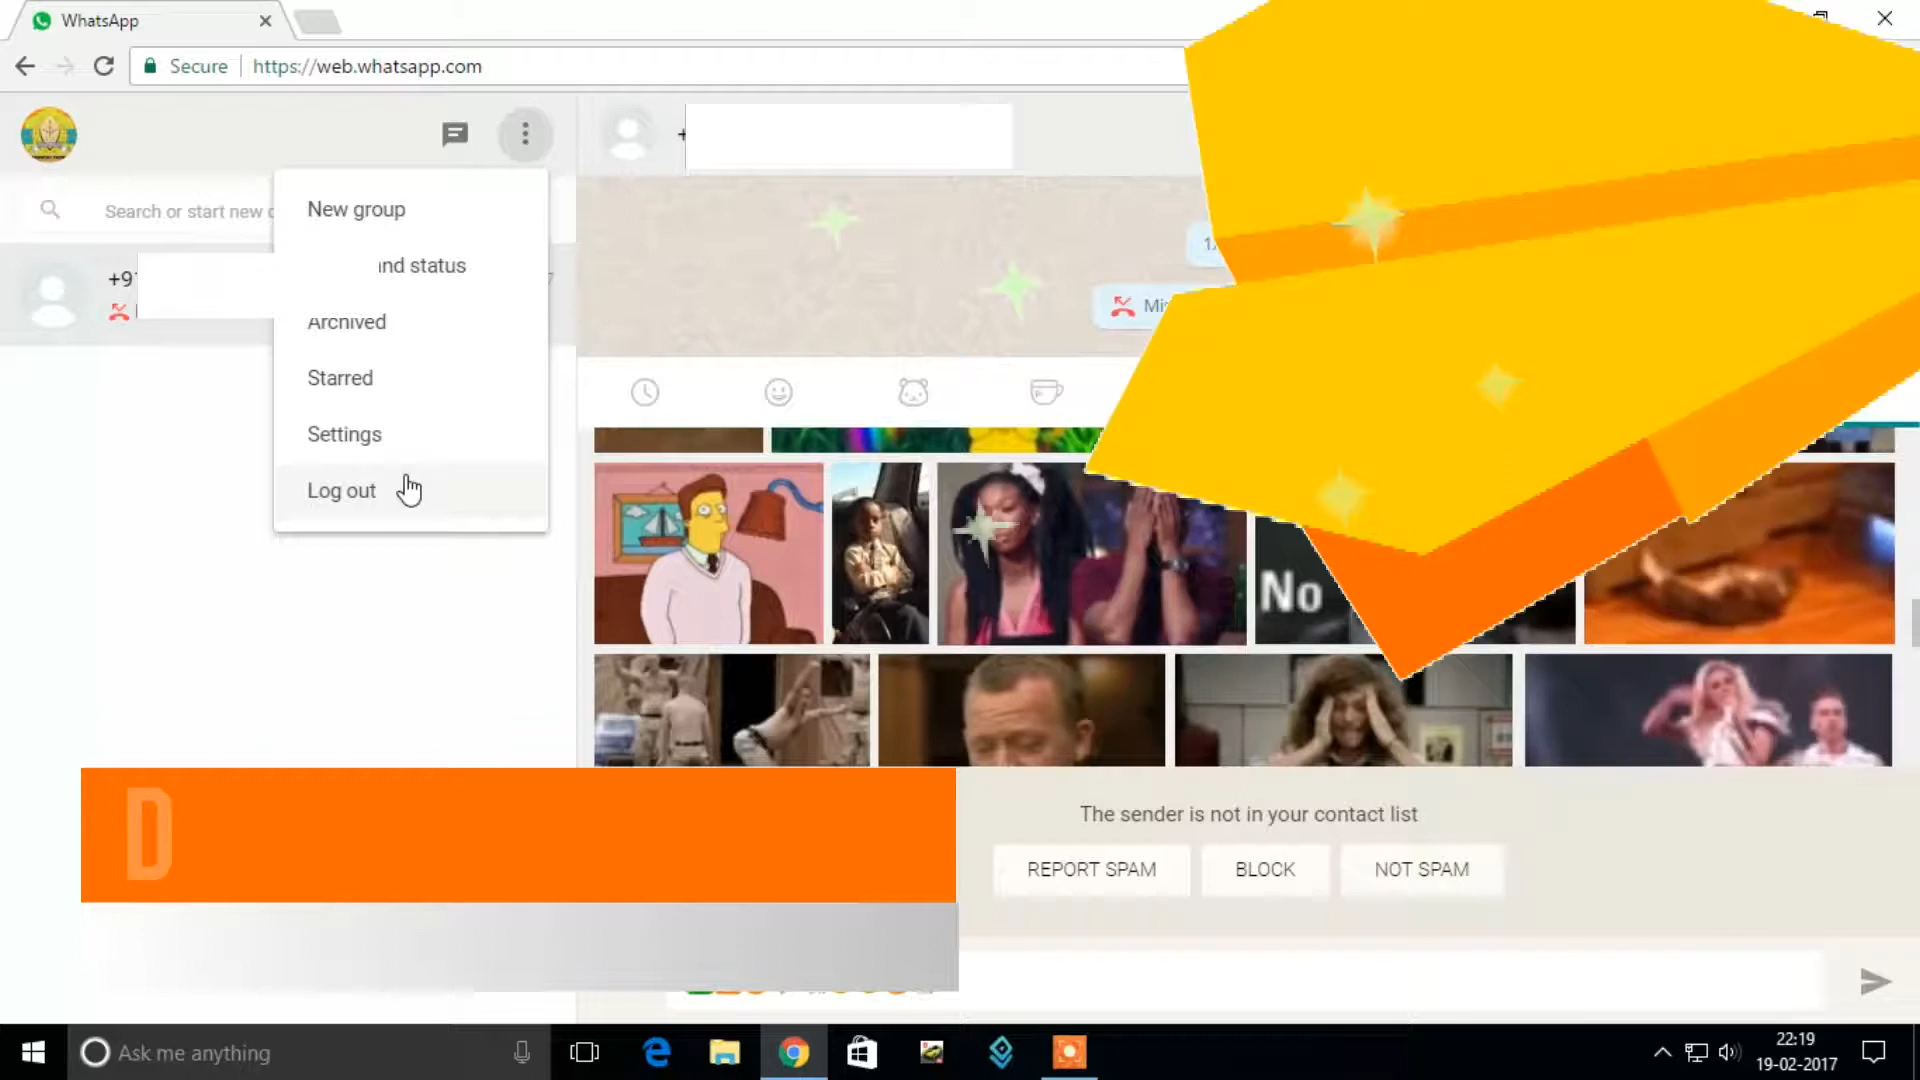 WhatsApp
Secure
https://web.whatsapp.com
+
Search or start new
New group
+91
and status
Archived
Starred
Settings
Log out
No
D
The sender is not in your contact list
REPORT SPAM
BLOCK
NOT SPAM
Ask me anything
22:19
19-02-2017